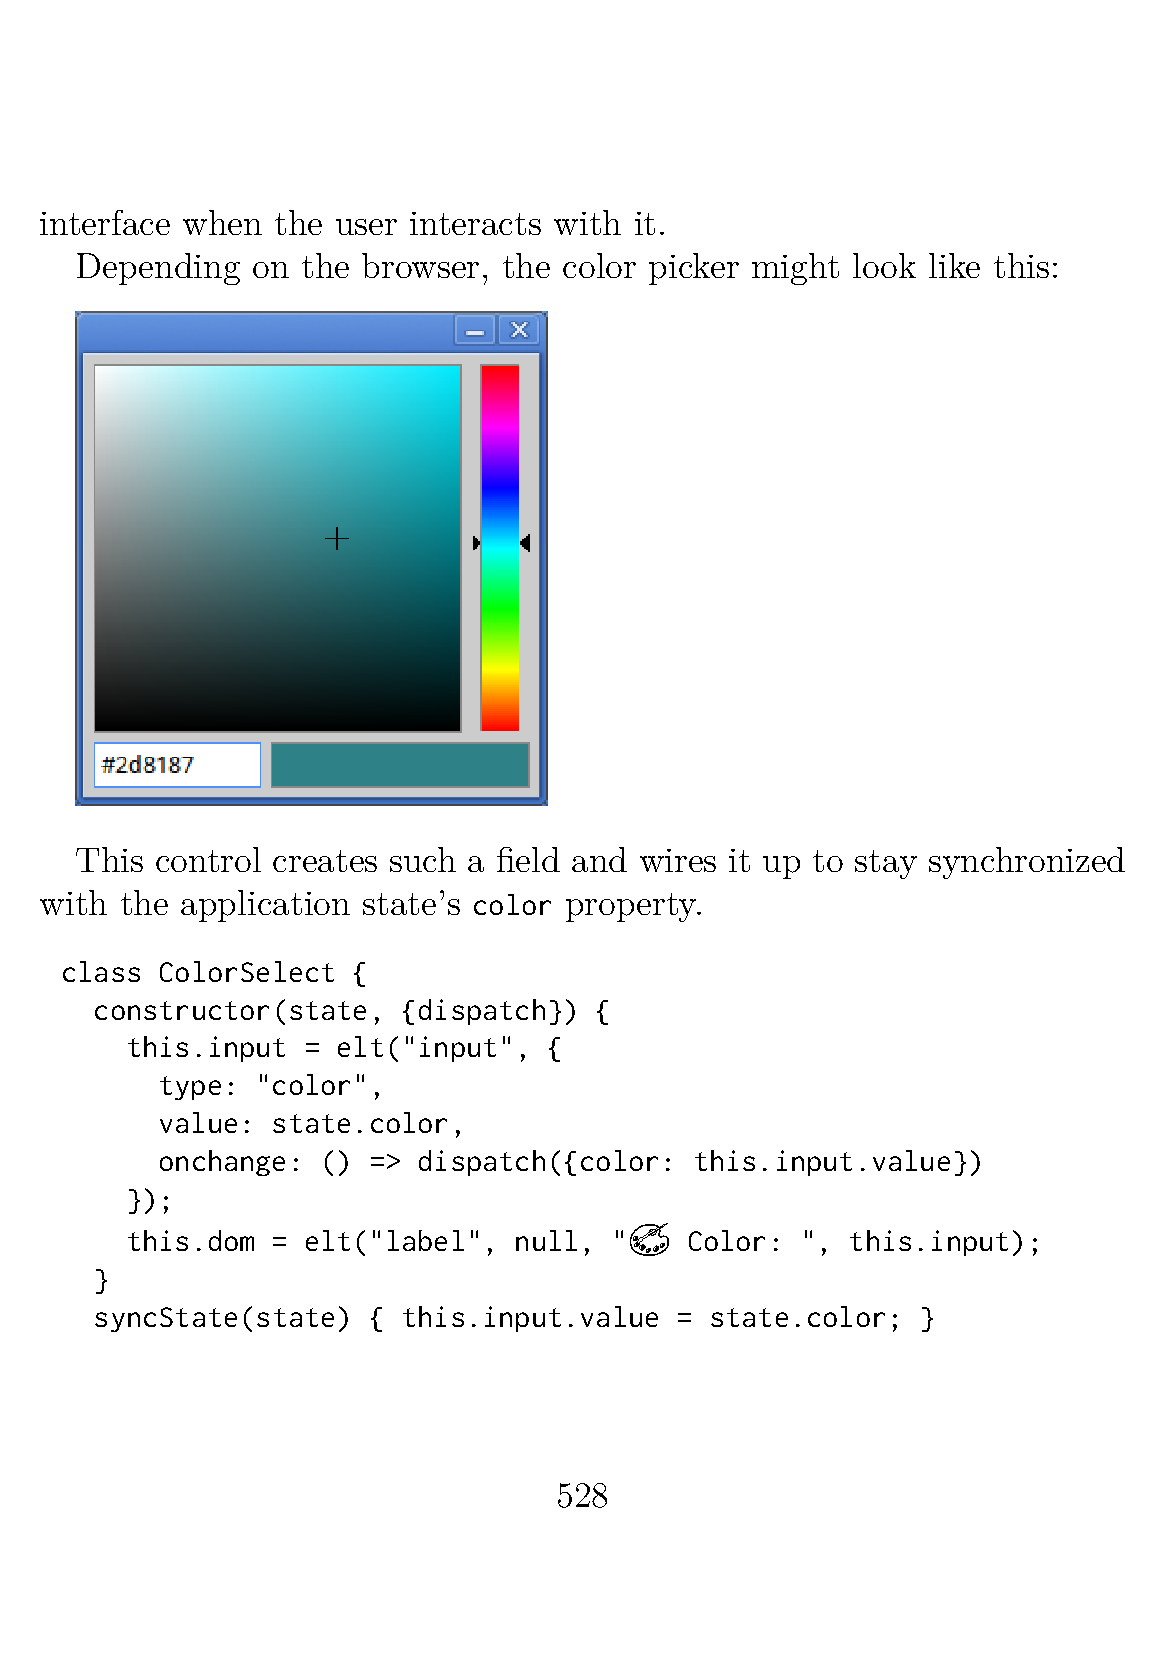 interface when the user interacts with it.
Depending on the browser, the color picker might look like this:
#2d8187
This control creates such a field and wires it up to stay synchronized
with the application state’s color property.
class ColorSelect {
  constructor(state, {dispatch}) {
    this.input = elt("input", {
      type: "color",
      value: state.color,
      onchange: () => dispatch({color: this.input.value})
    });
    this.dom = elt("label", null, "🎨 Color: ", this.input);
  }
  syncState(state) { this.input.value = state.color; }
528